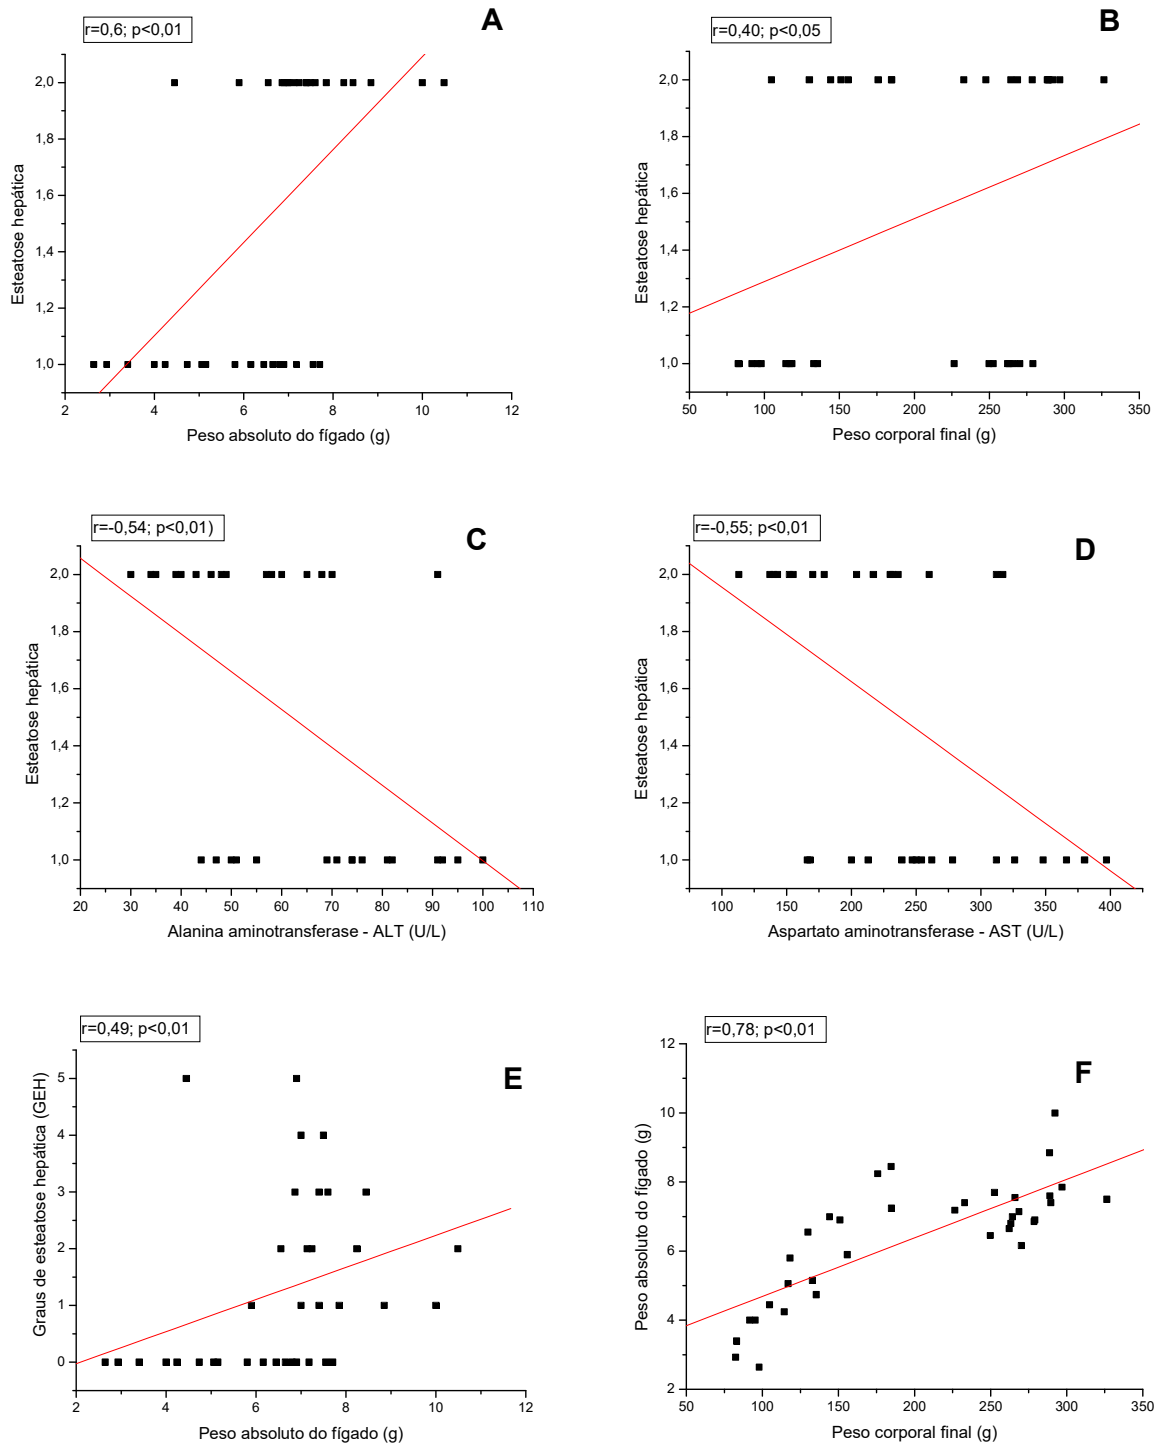 r=0,6; p<0,01
A
2,0
1,8
1,6
1,4
1,2
1,0
Esteatose hepática
2 4 6 8 10 12
Peso absoluto do fígado (g)
r=0,40; p<0,05
B
2,0
1,8
1,6
1,4
1,2
1,0
Esteatose hepática
50 100 150 200 250 300 350
Peso corporal final (g)
r=-0,54; p<0,01)
C
2,0
1,8
1,6
1,4
1,2
1,0
Esteatose hepática
20 30 40 50 60 70 80 90 100 110
Alanina aminotransferase - ALT (U/L)
r=-0,55; p<0,01
D
2,0
1,8
1,6
1,4
1,2
1,0
Esteatose hepática
100 150 200 250 300 350 400
Aspartato aminotransferase - AST (U/L)
r=0,49; p<0,01
E
5
4
3
2
1
0
Graus de esteatose hepática (GEH)
2 4 6 8 10 12
Peso absoluto do fígado (g)
r=0,78; p<0,01
F
12
10
8
6
4
2
Peso absoluto do fígado (g)
50 100 150 200 250 300 350
Peso corporal final (g)